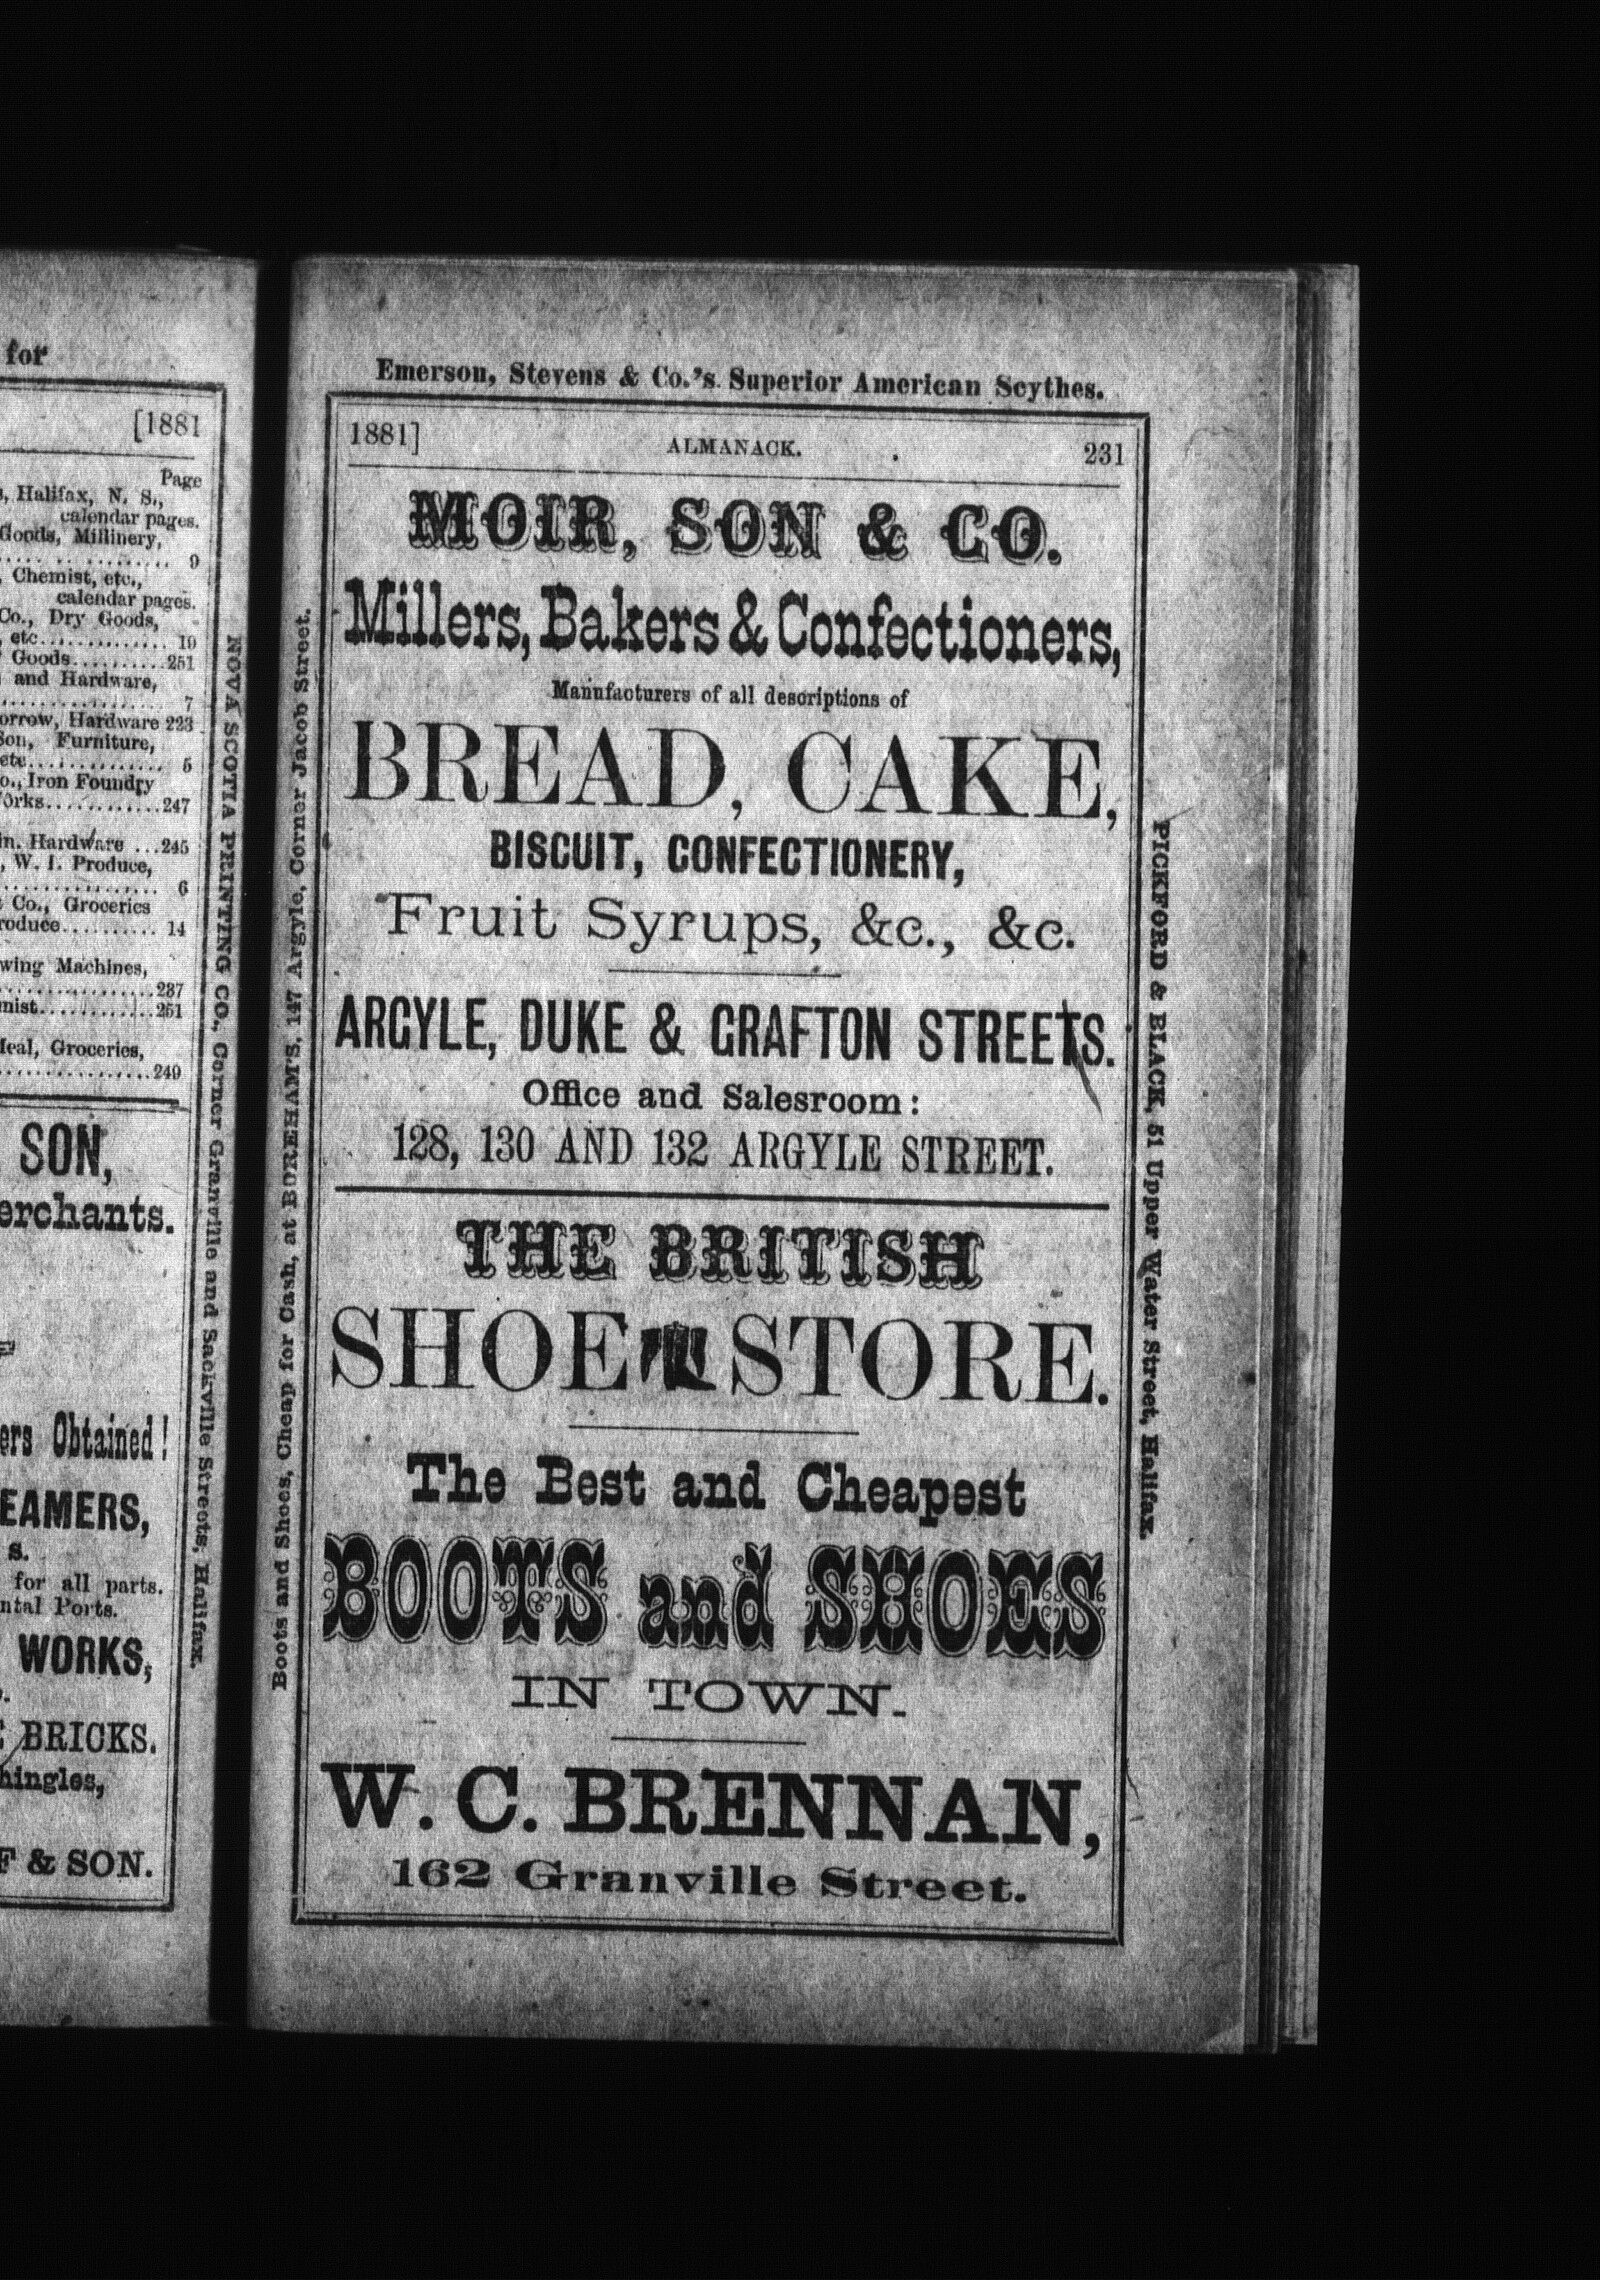 for
[1881
Page
Halifax, N. S.,
calendar pages.
Goods, Millinery,
9
Chemist, etc.,
calendar pages.
Co., Dry Goods,
etc............. 19
Goods..........251
and Hardware,
7
orrow, Hardware 223
Son, Furniture,
etc.............. 5
o., Iron Foundry
orks............247
in. Hardware ...245
, W. I. Produce,
6
Co., Groceries
roduce.......... 14
wing Machines,
237
mist............251
Meal, Groceries,
249
SON,
erchants.
ers Obtained!
EAMERS,
s.
for all parts.
ntal Ports.
WORKS,
BRICKS.
hingles,
F & SON.
NOVA SCOTIA PRINTING CO., Corner Granville and Sackville Streets, Halifax.
Boots and Shoes, Cheap for Cash, at BOREHAMS, 147 Argyle, Corner Jacob Street.
Emerson, Stevens & Co.'s. Superior American Scythes.
1881] ALMANACK. 231
MOIR, SON & CO.
Millers, Bakers & Confectioners,
Manufacturers of all descriptions of
BREAD, CAKE,
BISCUIT, CONFECTIONERY,
Fruit Syrups, &c., &c.
ARGYLE, DUKE & GRAFTON STREETS.
Office and Salesroom:
128, 130 AND 132 ARGYLE STREET.
THE BRITISH
SHOE STORE.
The Best and Cheapest
BOOTS and SHOES
IN TOWN.
W. C. BRENNAN,
162 Granville Street.
PICKFORD & BLACK, 51 Upper Water Street, Halifax.